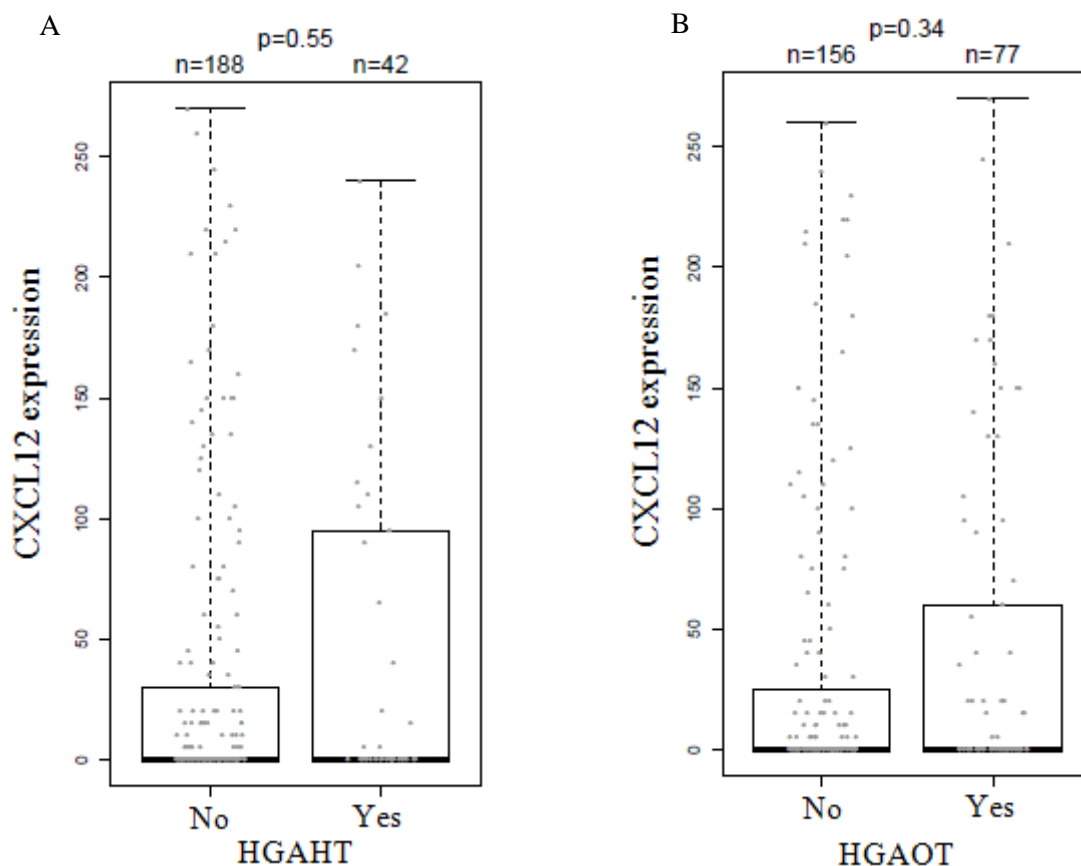 A
p=0.55
n=188 n=42
CXCL12 expression
250
200
150
100
50
0
No Yes
HGAHT
B
p=0.34
n=156 n=77
CXCL12 expression
250
200
150
100
50
0
No Yes
HGAOT